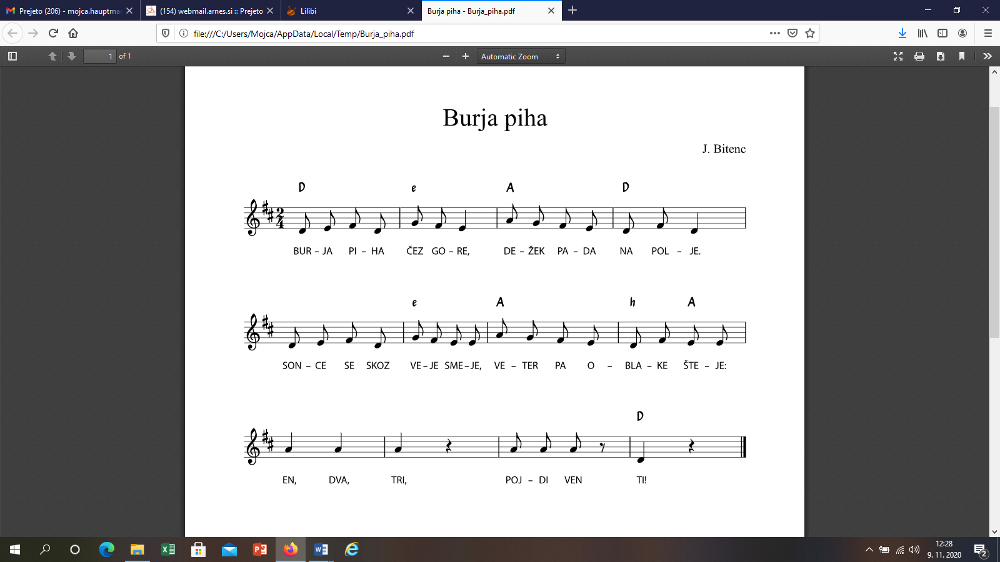 Prejeto (206) - mojca.hauptma
(154) webmail.arnes.si :: Prejeto
Lilibi
Burja piha - Burja_piha.pdf
file:///C:/Users/Mojca/AppData/Local/Temp/Burja_piha.pdf
1 of 1
Automatic Zoom
Burja piha
J. Bitenc
D e A D
2
4
BUR – JA PI – HA ČEZ GO – RE, DE – ŽEK PA – DA NA POL – JE.
e A h A
SON – CE SE SKOZ VE – JE SME – JE, VE – TER PA O – BLA – KE ŠTE – JE:
D
EN, DVA, TRI, POJ – DI VEN TI!
12:28
9. 11. 2020
2